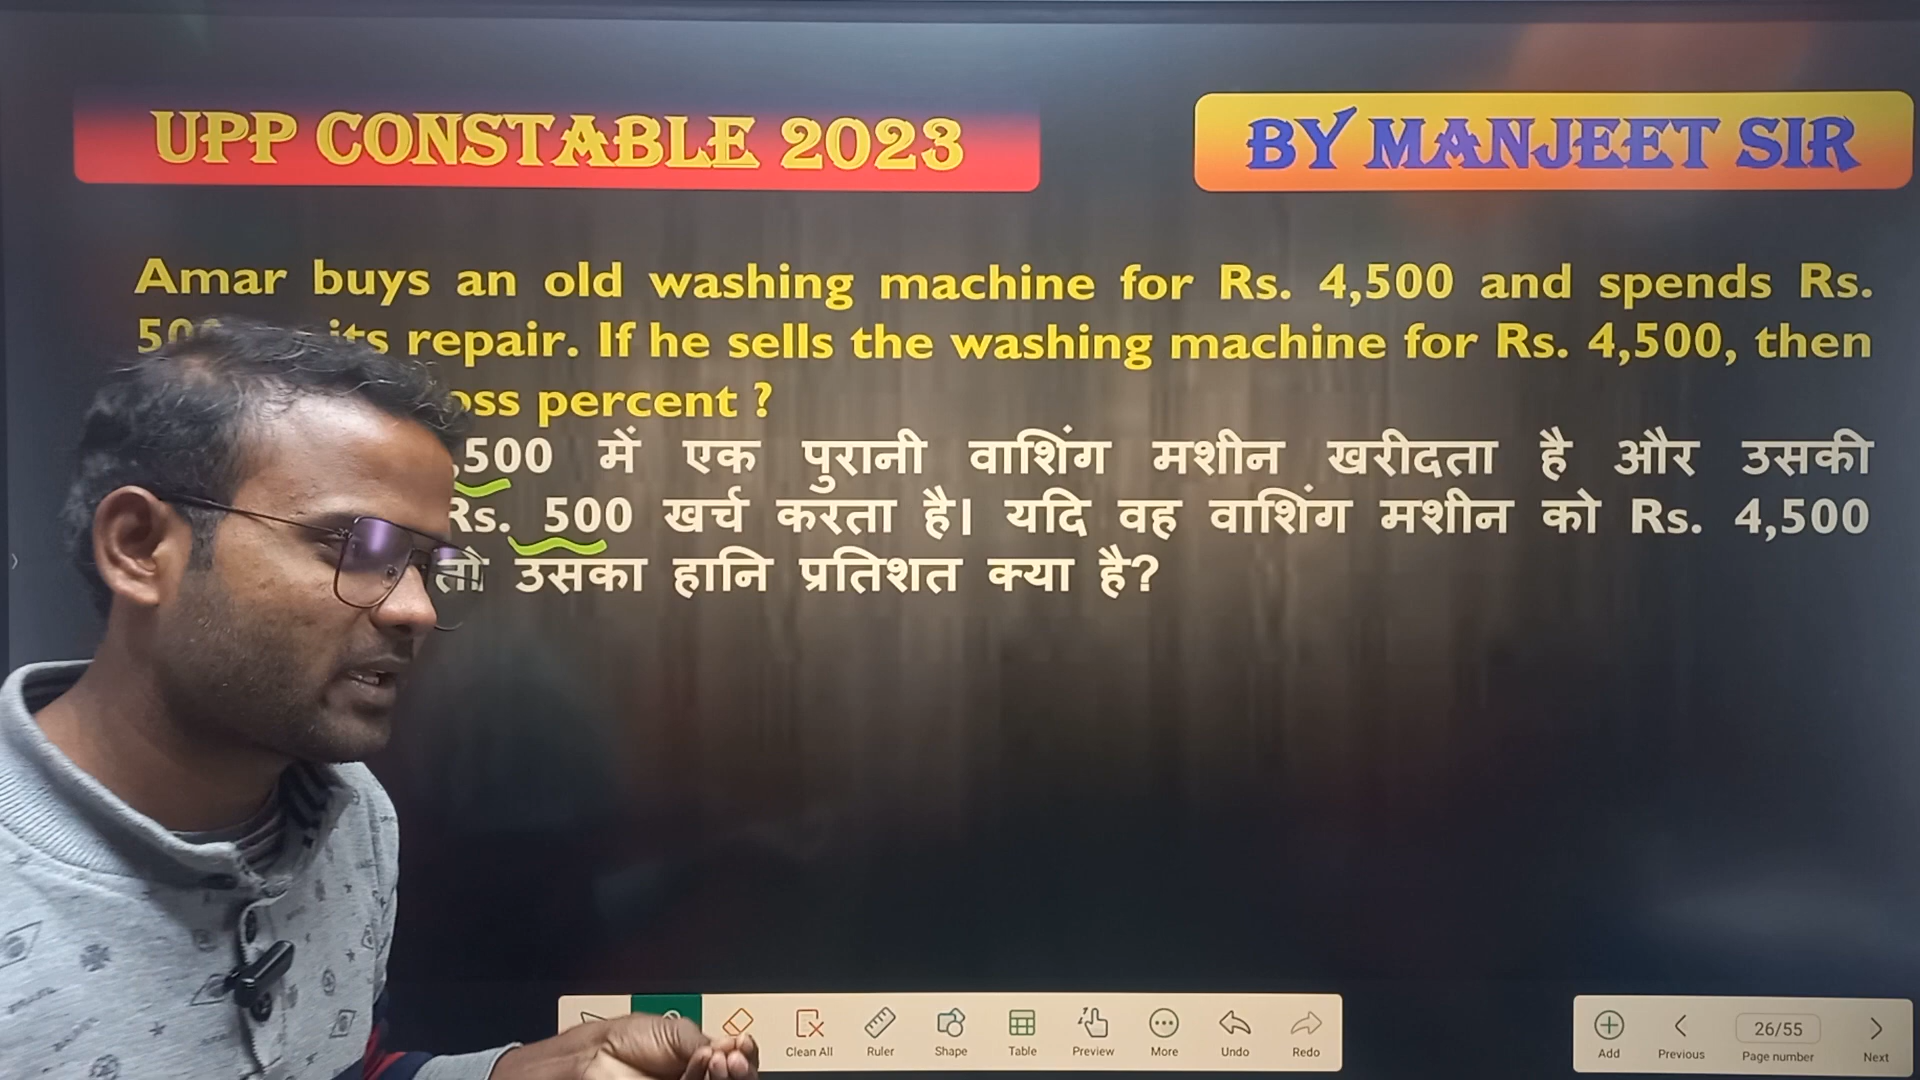 UPP CONSTABLE 2023
BY MANJEET SIR
Amar buys an old washing machine for Rs. 4,500 and spends Rs.
its repair. If he sells the washing machine for Rs. 4,500, then
percent ?
,500 में एक पुरानी वाशिंग मशीन खरीदता है और उसकी
Rs. 500 खर्च करता है। यदि वह वाशिंग मशीन को Rs. 4,500
तो उसका हानि प्रतिशत क्या है?
Clean All
Ruler
Shape
Table
Preview
More
Undo
Redo
Add
Previous
26/55
Page number
Next